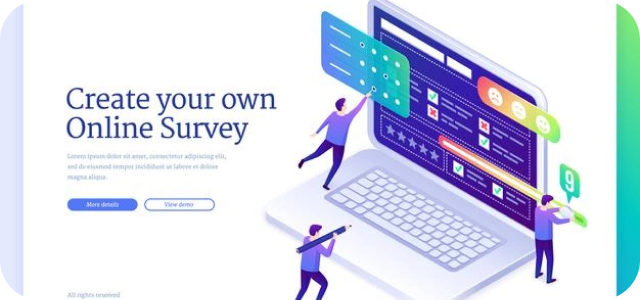 Create your own
Online Survey
Lorem ipsum dolor sit amet, consectetur adipiscing elit,
sed do eiusmod tempor incididunt ut labore et dolore
magna aliqua.
More details
View demo
9
All rights reserved